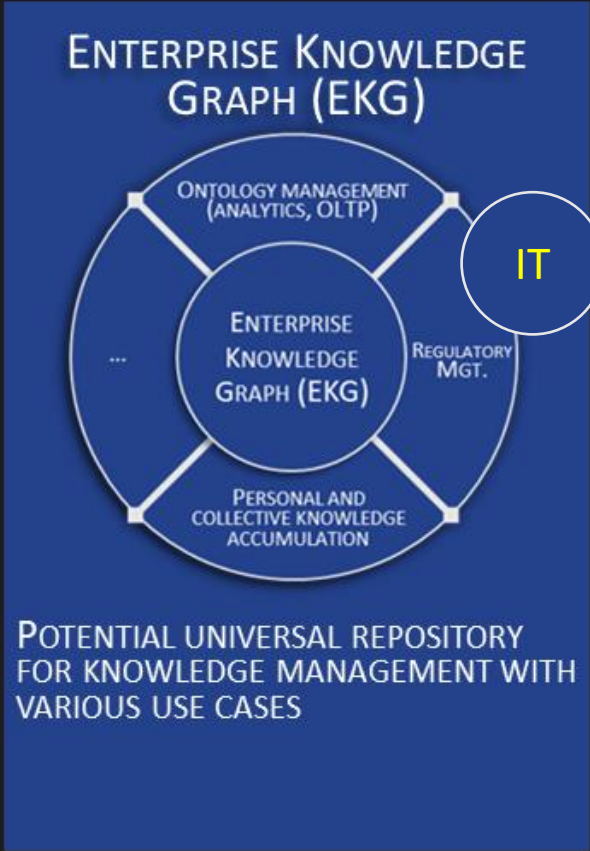 Enterprise Knowledge
Graph (EKG)
Ontology management
(analytics, OLTP)
IT
Enterprise
Knowledge
Graph (EKG)
...
Regulatory
Mgt.
Personal and
collective knowledge
accumulation
Potential universal repository
for knowledge management with
various use cases